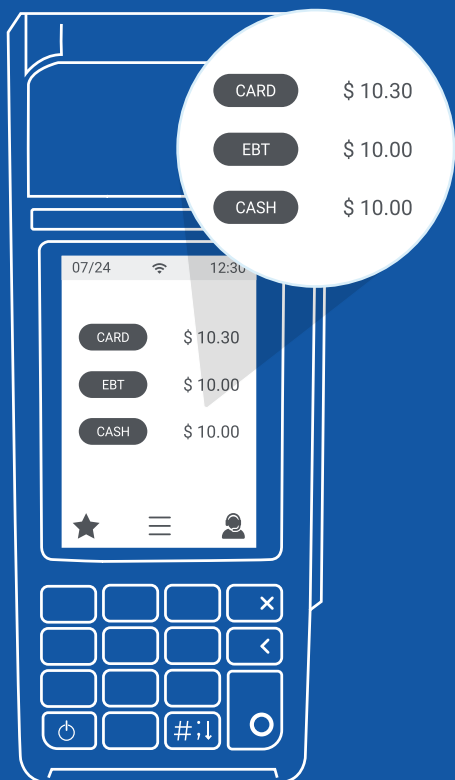 CARD $ 10.30
EBT $ 10.00
CASH $ 10.00
07/24 12:30
CARD $ 10.30
EBT $ 10.00
CASH $ 10.00
#;